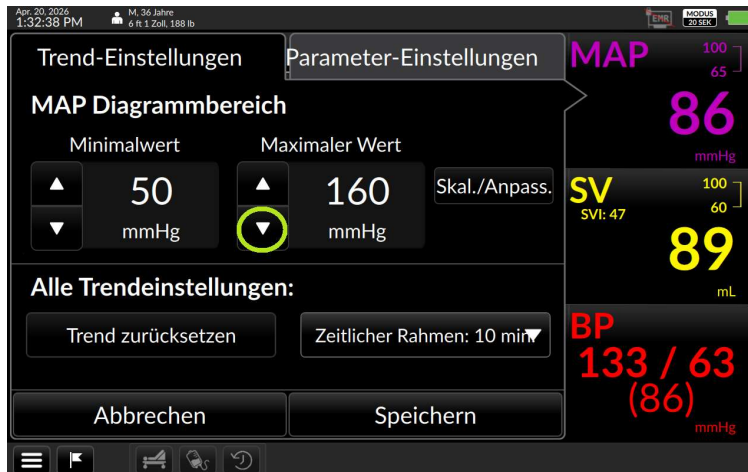 Apr. 20, 2026
1:32:38 PM
M, 36 Jahre
6 ft 1 Zoll, 188 lb
EMR
MODUS
20 SEK
Trend-Einstellungen
Parameter-Einstellungen
MAP Diagrammbereich
Minimalwert
Maximaler Wert
50
mmHg
160
mmHg
Skal./Anpass.
Alle Trendeinstellungen:
Trend zurücksetzen
Zeitlicher Rahmen: 10 min
Abbrechen
Speichern
MAP
100
65
86
mmHg
SV
SVI: 47
100
60
89
mL
BP
133 / 63
(86)
mmHg